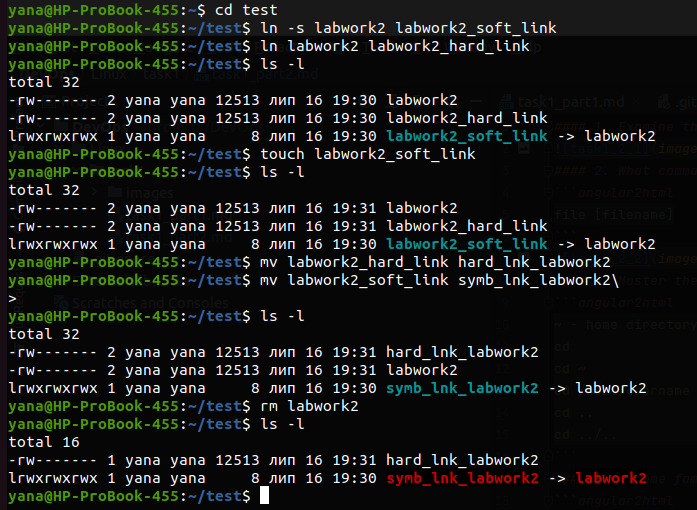 yana@HP-ProBook-455:~$ cd test
yana@HP-ProBook-455:~/test$ ln -s labwork2 labwork2_soft_link
yana@HP-ProBook-455:~/test$ ln labwork2 labwork2_hard_link
yana@HP-ProBook-455:~/test$ ls -l
total 32
-rw------- 2 yana yana 12513 лип 16 19:30 labwork2
-rw------- 2 yana yana 12513 лип 16 19:30 labwork2_hard_link
lrwxrwxrwx 1 yana yana     8 лип 16 19:30 labwork2_soft_link -> labwork2
yana@HP-ProBook-455:~/test$ touch labwork2_soft_link
yana@HP-ProBook-455:~/test$ ls -l
total 32
-rw------- 2 yana yana 12513 лип 16 19:31 labwork2
-rw------- 2 yana yana 12513 лип 16 19:31 labwork2_hard_link
lrwxrwxrwx 1 yana yana     8 лип 16 19:30 labwork2_soft_link -> labwork2
yana@HP-ProBook-455:~/test$ mv labwork2_hard_link hard_lnk_labwork2
yana@HP-ProBook-455:~/test$ mv labwork2_soft_link symb_lnk_labwork2\
>
yana@HP-ProBook-455:~/test$ ls -l
total 32
-rw------- 2 yana yana 12513 лип 16 19:31 hard_lnk_labwork2
-rw------- 2 yana yana 12513 лип 16 19:31 labwork2
lrwxrwxrwx 1 yana yana     8 лип 16 19:30 symb_lnk_labwork2 -> labwork2
yana@HP-ProBook-455:~/test$ rm labwork2
yana@HP-ProBook-455:~/test$ ls -l
total 16
-rw------- 1 yana yana 12513 лип 16 19:31 hard_lnk_labwork2
lrwxrwxrwx 1 yana yana     8 лип 16 19:30 symb_lnk_labwork2 -> labwork2
yana@HP-ProBook-455:~/test$